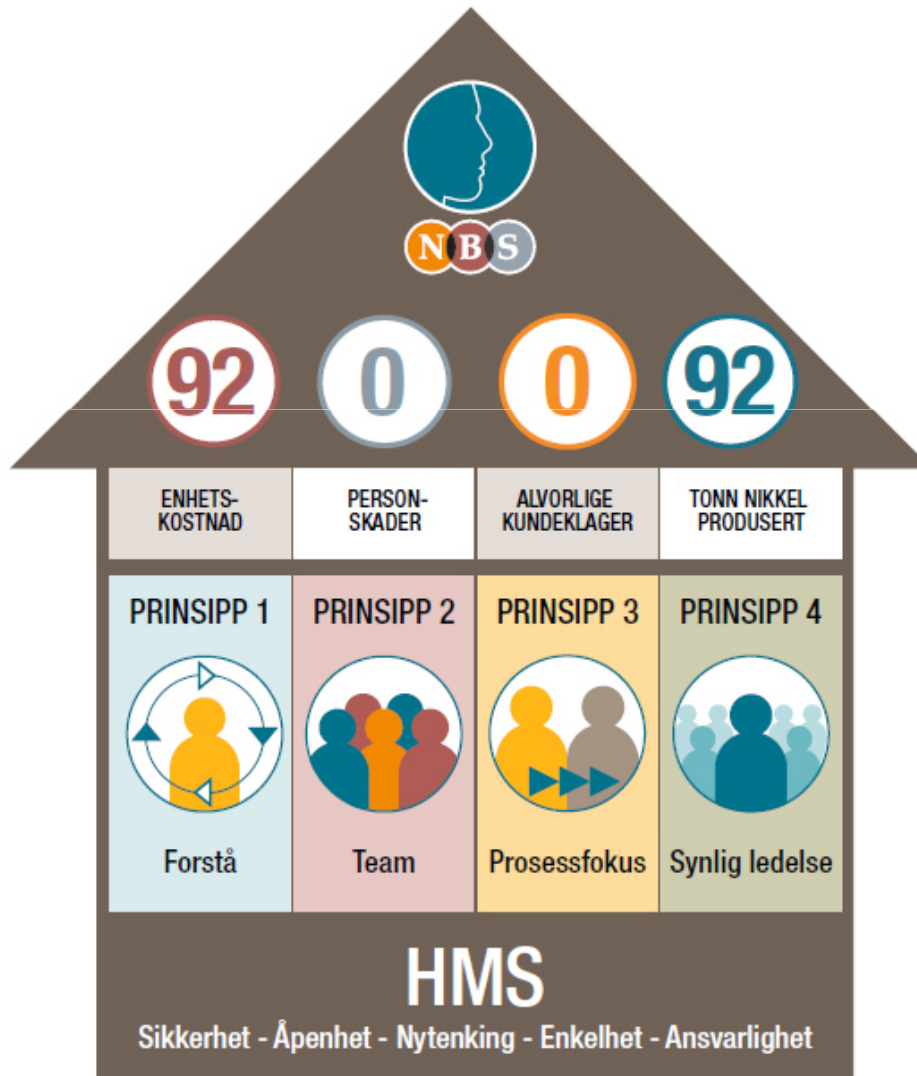 N B S
92 0 0 92
ENHETS-
KOSTNAD
PERSON-
SKADER
ALVORLIGE
KUNDEKLAGER
TONN NIKKEL
PRODUSERT
PRINSIPP 1
Forstå
PRINSIPP 2
Team
PRINSIPP 3
Prosessfokus
PRINSIPP 4
Synlig ledelse
HMS
Sikkerhet - Åpenhet - Nytenking - Enkelhet - Ansvarlighet